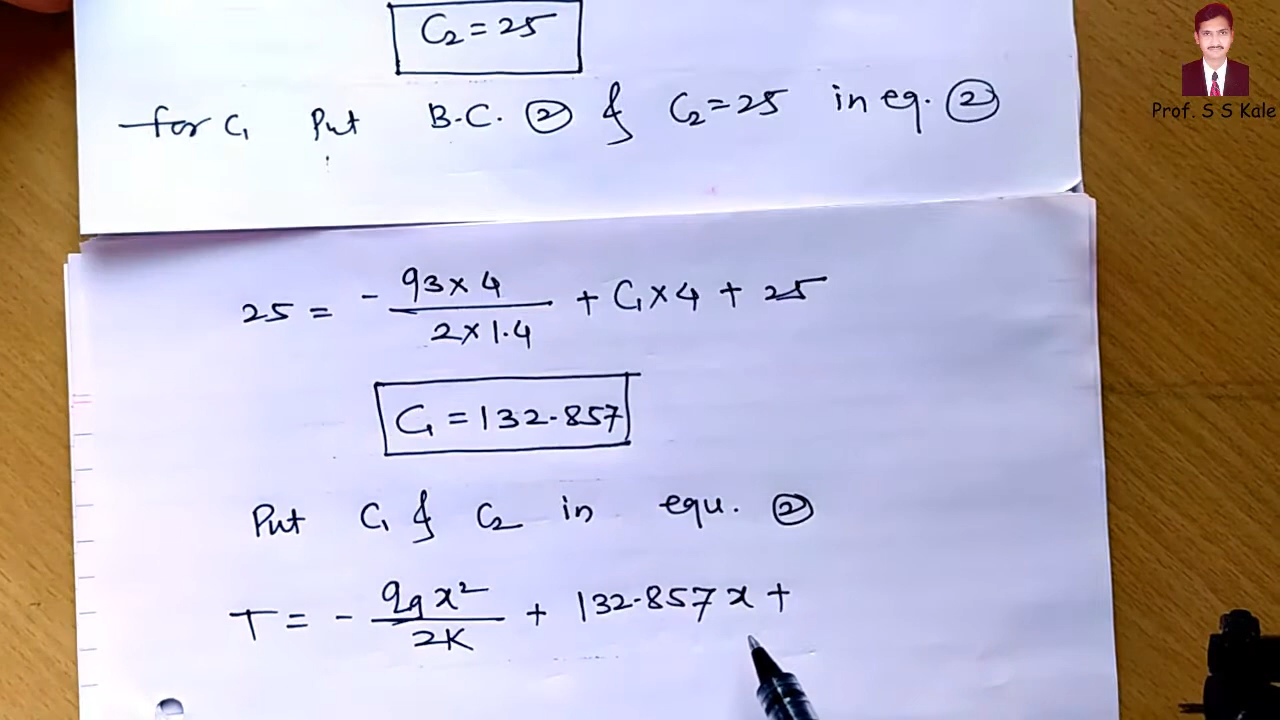 C₂ = 25
for C₁ Put B.C. ② & C₂ = 25 in eq. ②
Prof. S S Kale
25 = - 93 × 4 / 2 × 1.4 + C₁ × 4 + 25
C₁ = 132.857
Put C₁ & C₂ in equ. ②
T = - qg x² / 2K + 132.857 x +